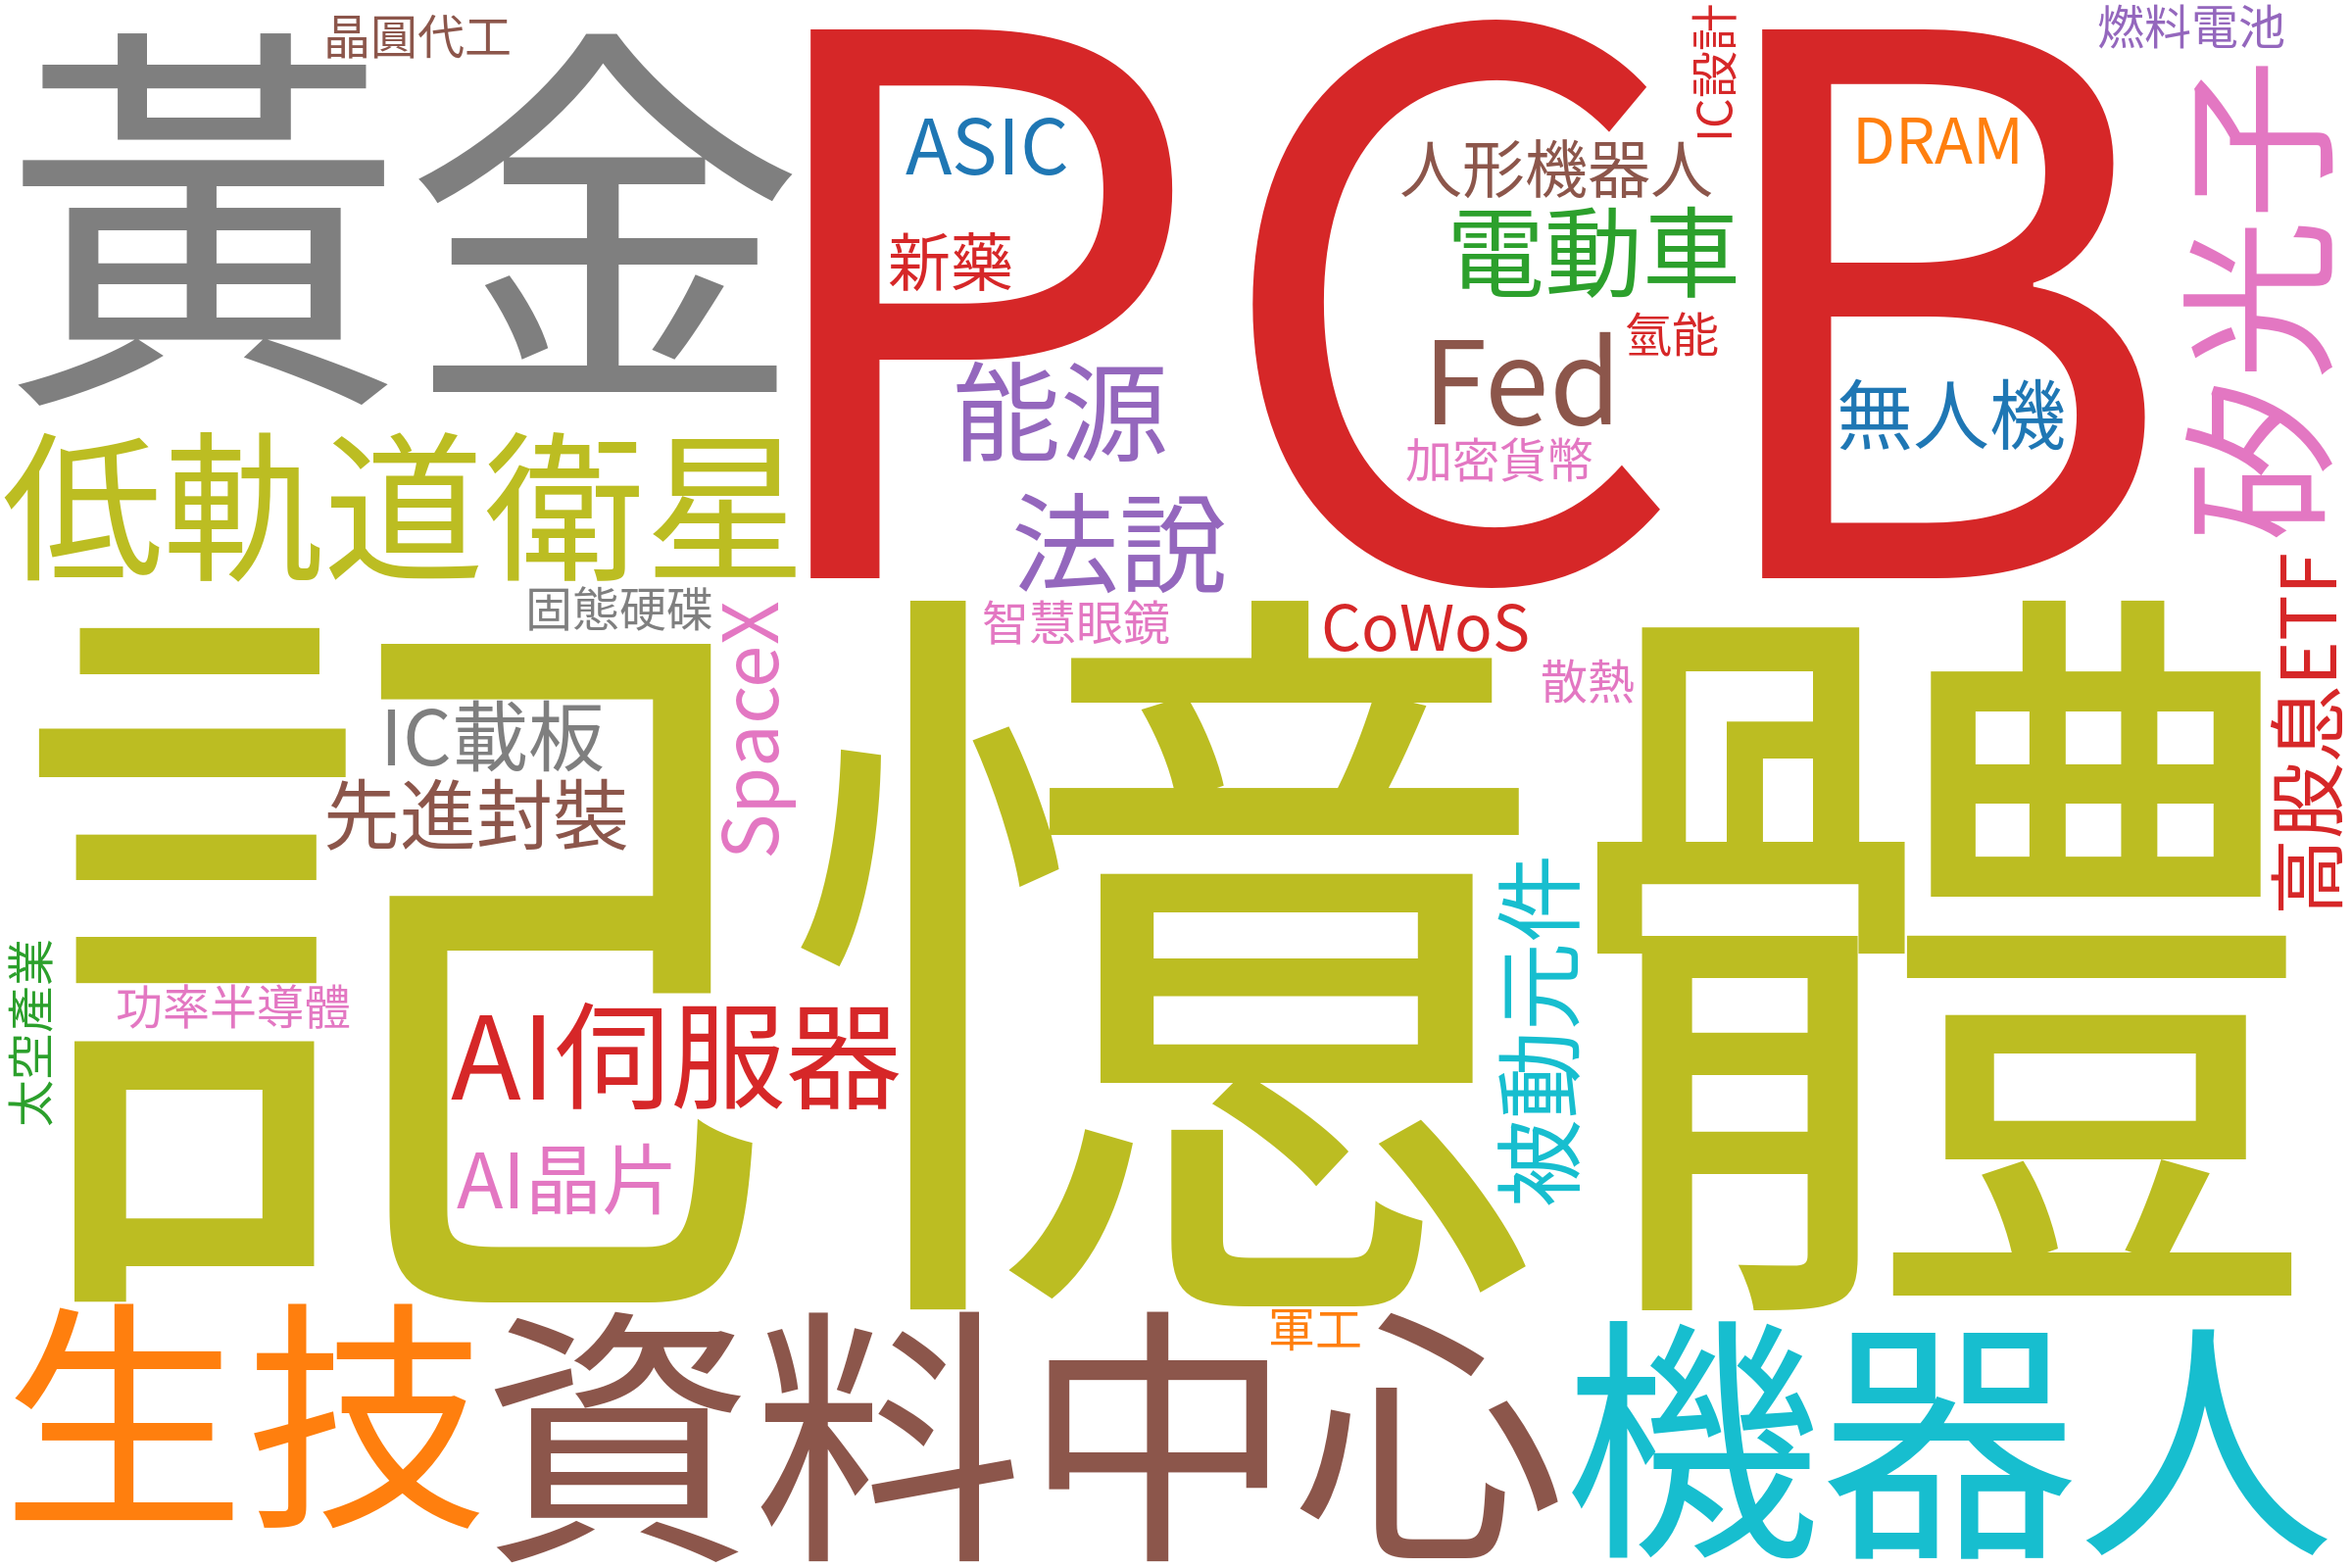 晶圓代工
黃金
PCB
ASIC
新藥
IC設計
人形機器人
電動車
Fed
氫能
加密貨幣
DRAM
無人機
燃料電池
矽光子
能源
法說
低軌道衛星
固態硬碟
Spacex
智慧眼鏡
CoWoS
散熱
高股息ETF
記憶體
IC載板
先進封裝
太空産業
功率半導體
AI伺服器
AI晶片
被動元件
生技
資料中心
軍工
機器人